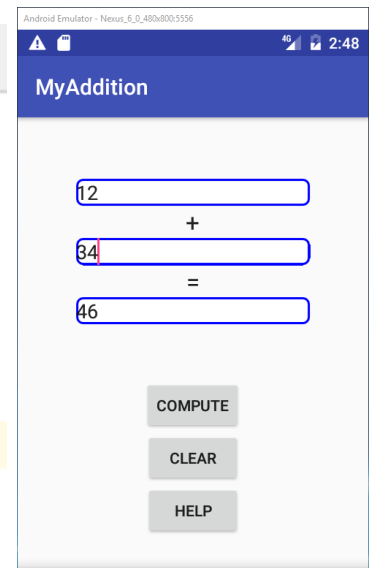 Android Emulator - Nexus_6_0_480x800:5556
4G 2:48
MyAddition
12
+
34
=
46
COMPUTE
CLEAR
HELP